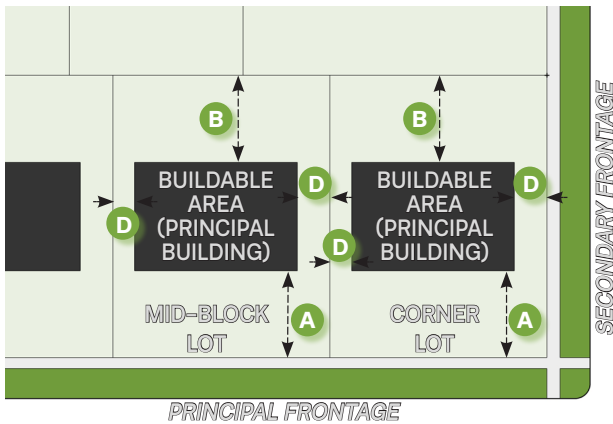 B
B
BUILDABLE
AREA
(PRINCIPAL
BUILDING)
D
BUILDABLE
AREA
(PRINCIPAL
BUILDING)
D
D
D
MID-BLOCK
LOT
A
CORNER
LOT
A
SECONDARY FRONTAGE
PRINCIPAL FRONTAGE